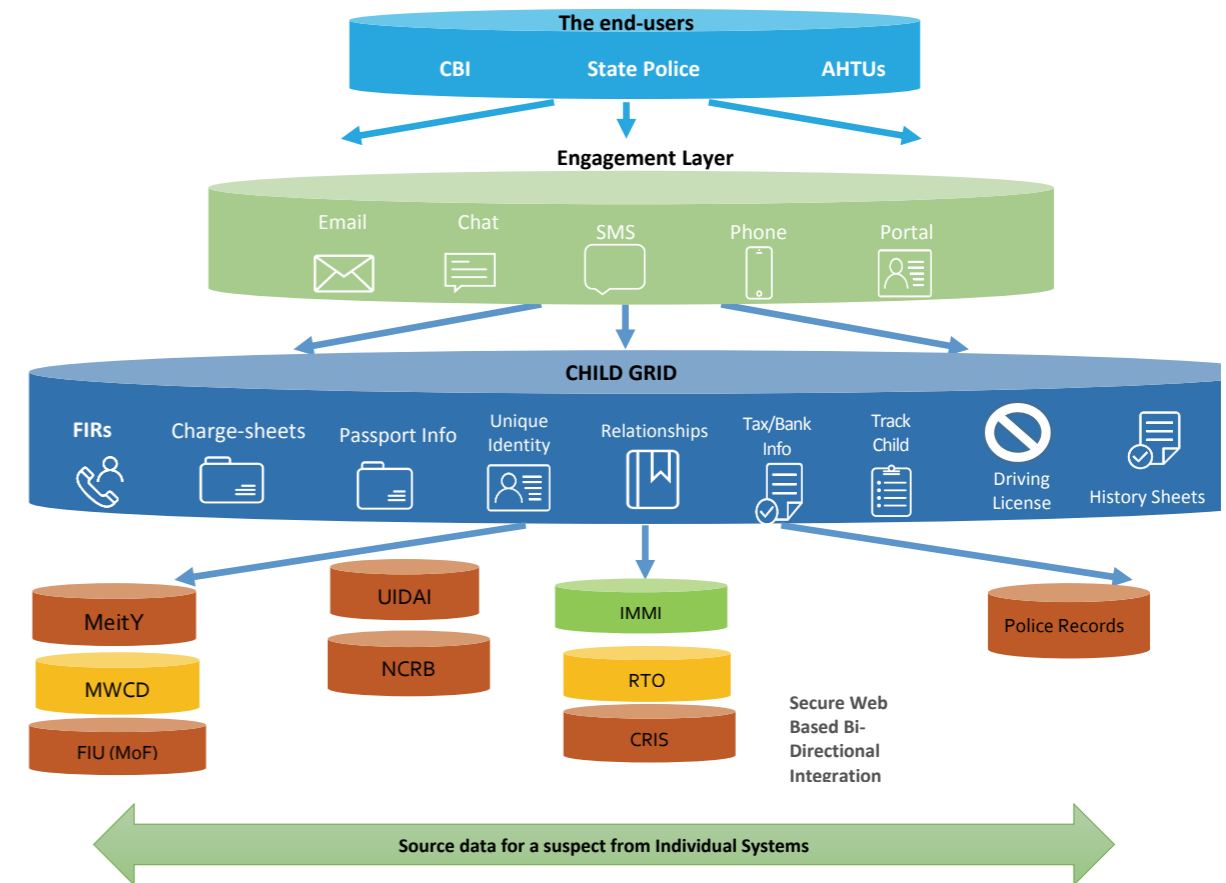 The end-users
CBI State Police AHTUs
Engagement Layer
Email Chat SMS Phone Portal
CHILD GRID
FIRs
Charge-sheets
Passport Info
Unique
Identity
Relationships
Tax/Bank
Info
Track
Child
Driving
License
History Sheets
MeitY
MWCD
FIU (MoF)
UIDAI
NCRB
IMMI
RTO
CRIS
Police Records
Secure Web
Based Bi-
Directional
Integration
Source data for a suspect from Individual Systems